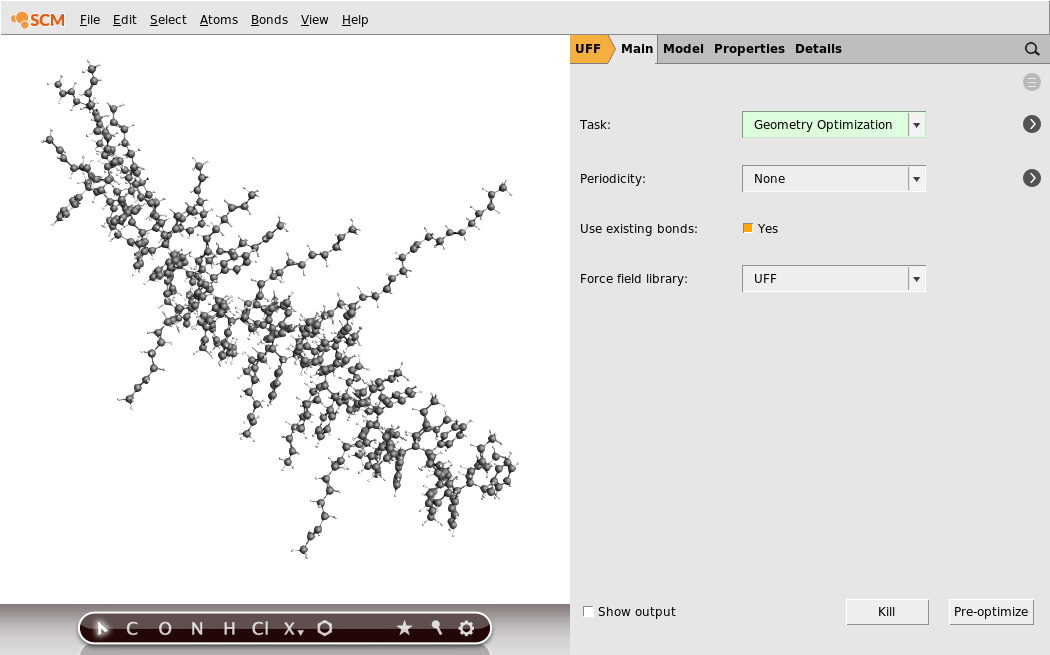 SCM File Edit Select Atoms Bonds View Help
UFF Main Model Properties Details
Task: Geometry Optimization
Periodicity: None
Use existing bonds: Yes
Force field library: UFF
Show output Kill Pre-optimize
C O N H Cl X